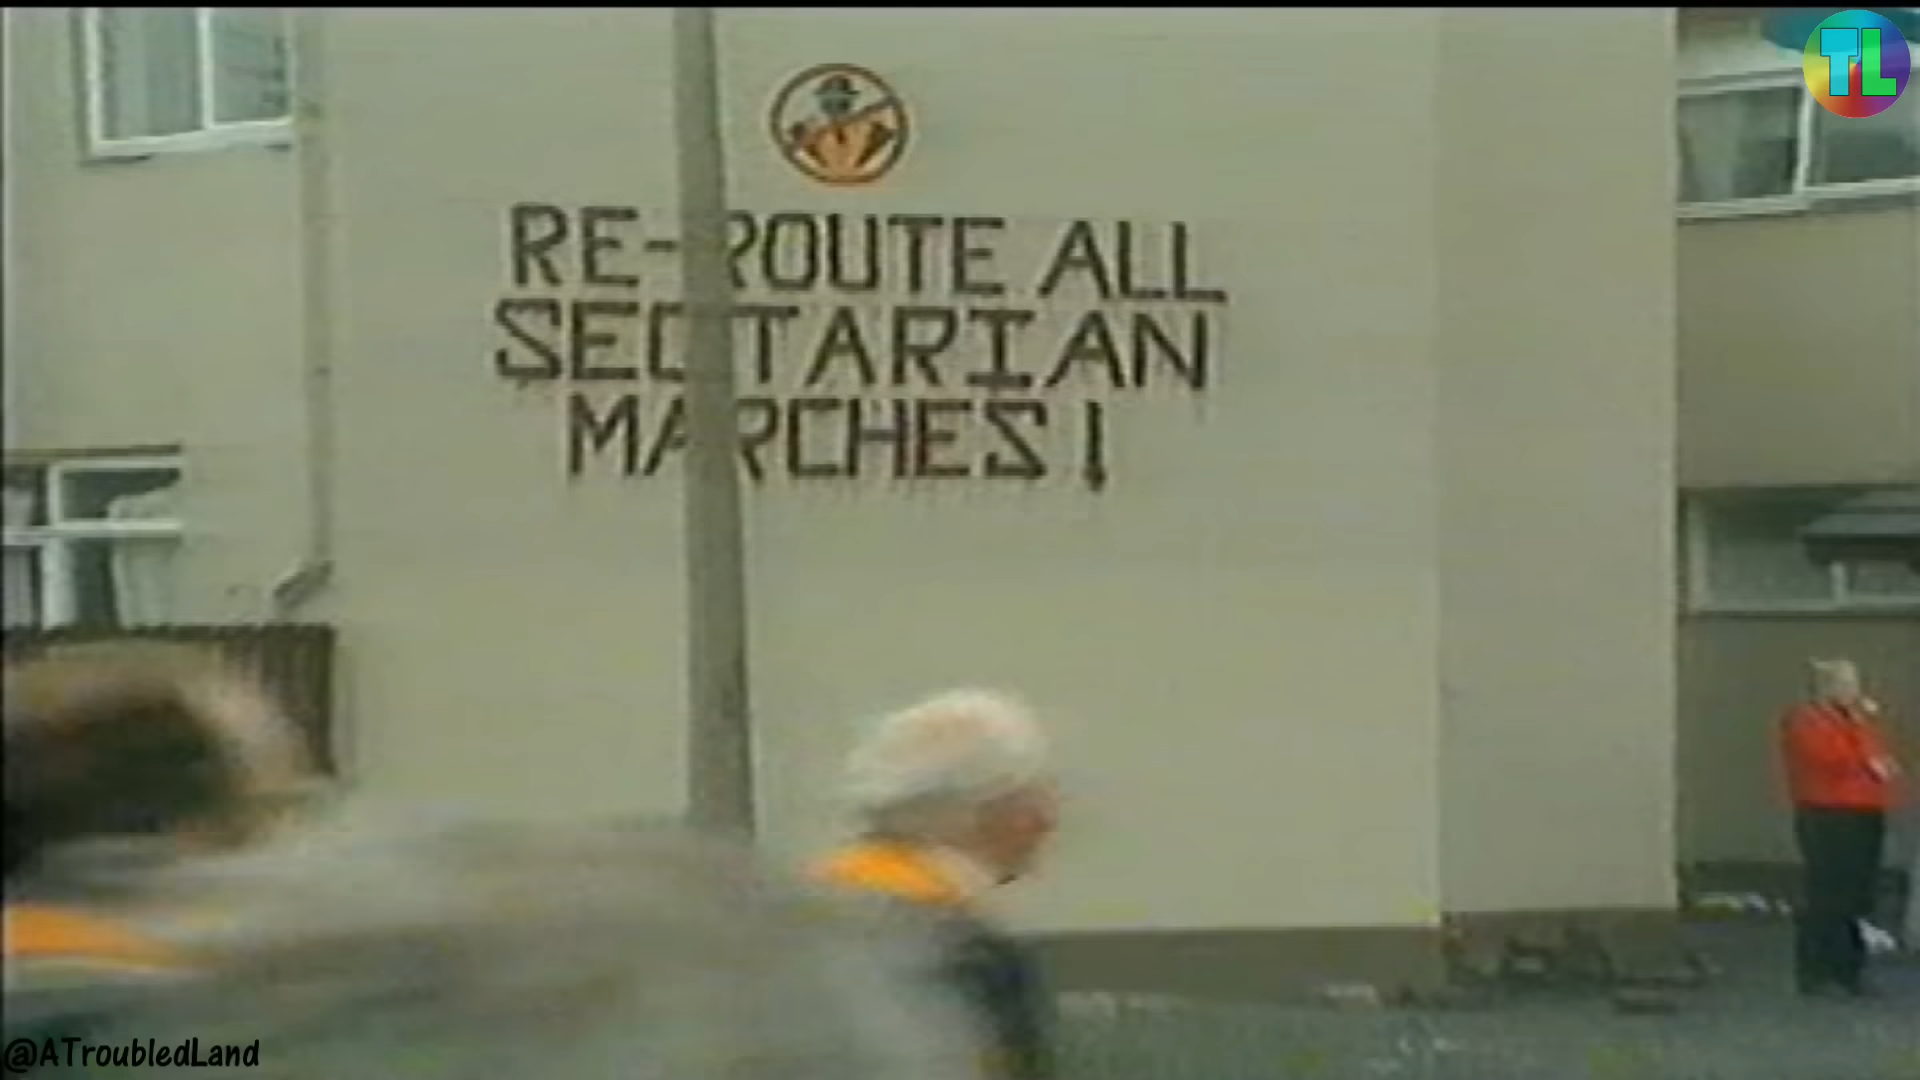 TL
RE-ROUTE ALL
SECTARIAN
MARCHES!
@ATroubledLand